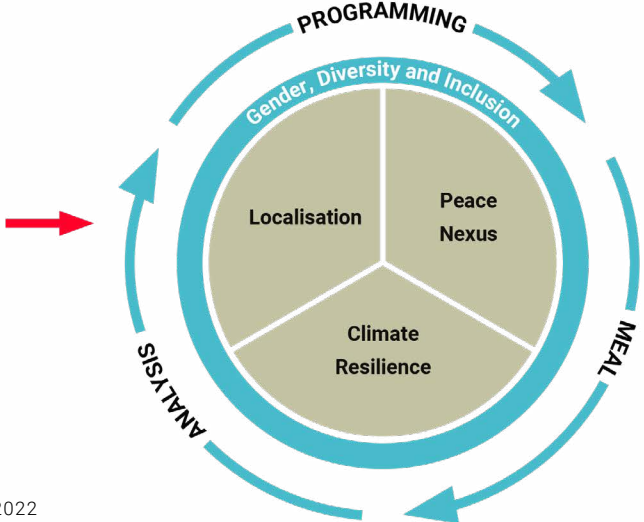 PROGRAMMING
Gender, Diversity and Inclusion
Localisation
Peace
Nexus
Climate
Resilience
MEAL
ANALYSIS
2022